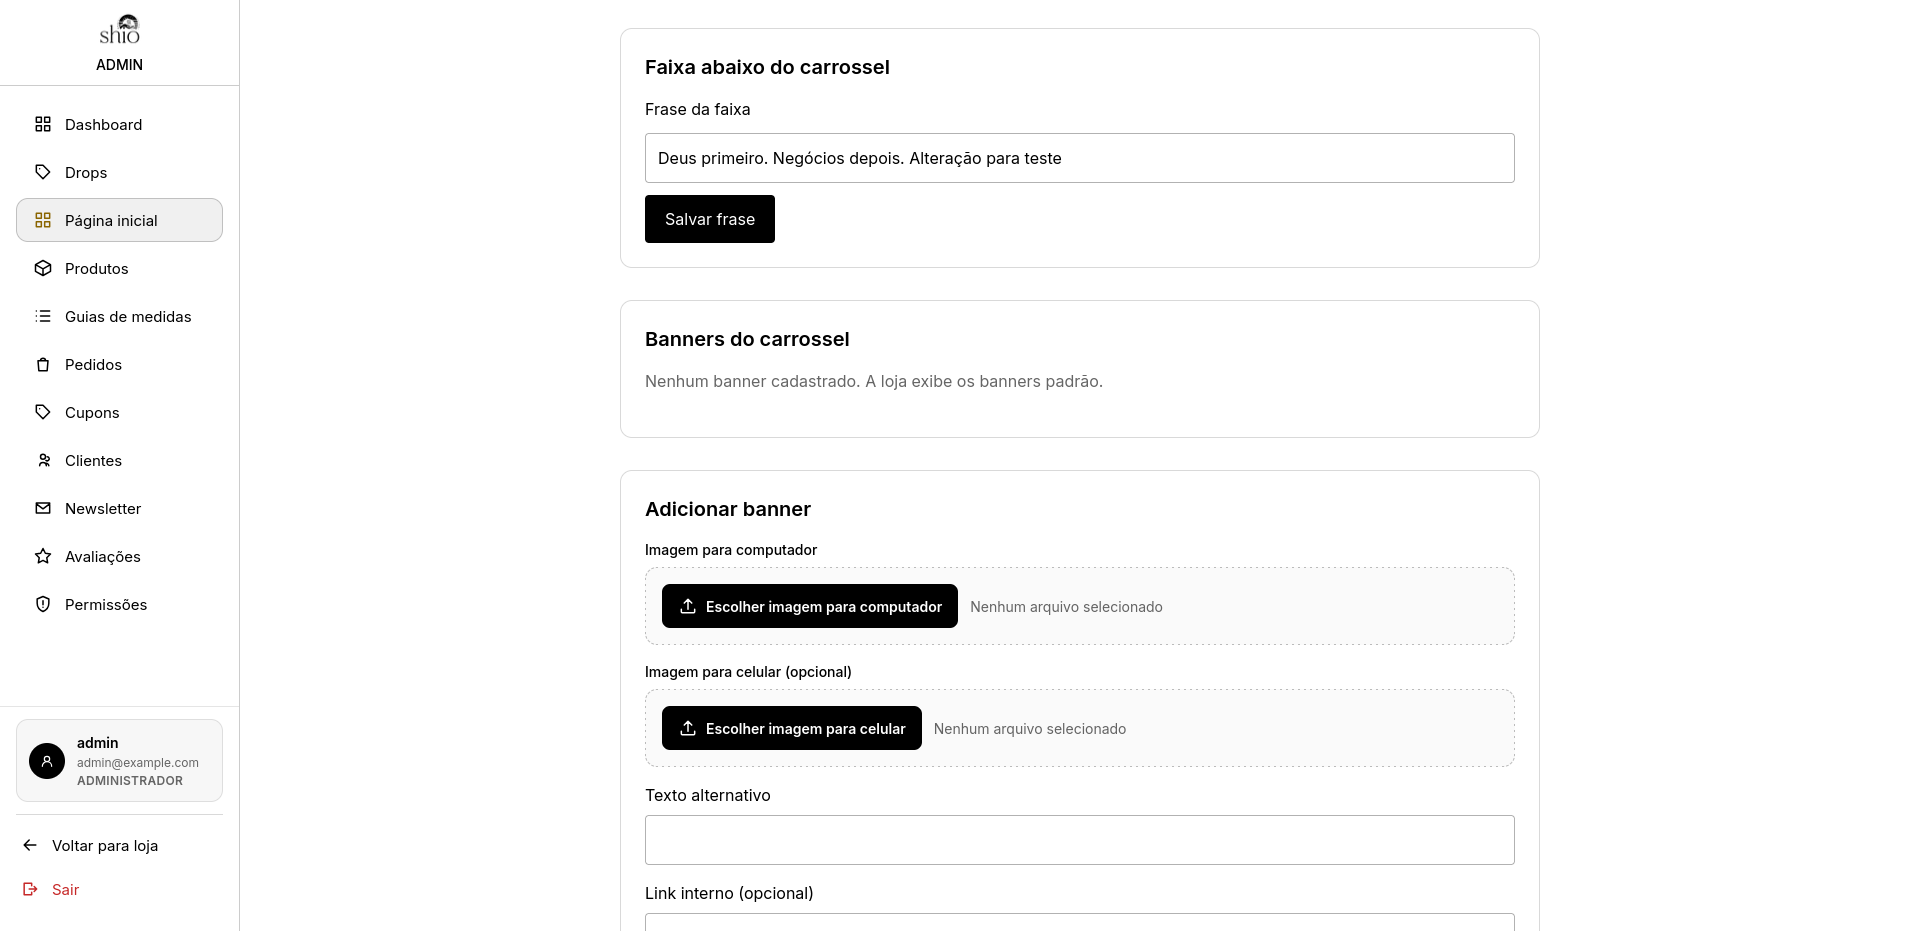 shio
ADMIN
Dashboard
Drops
Página inicial
Produtos
Guias de medidas
Pedidos
Cupons
Clientes
Newsletter
Avaliações
Permissões
admin
admin@example.com
ADMINISTRADOR
Voltar para loja
Sair
Faixa abaixo do carrossel
Frase da faixa
Deus primeiro. Negócios depois. Alteração para teste
Salvar frase
Banners do carrossel
Nenhum banner cadastrado. A loja exibe os banners padrão.
Adicionar banner
Imagem para computador
Escolher imagem para computador Nenhum arquivo selecionado
Imagem para celular (opcional)
Escolher imagem para celular Nenhum arquivo selecionado
Texto alternativo
Link interno (opcional)